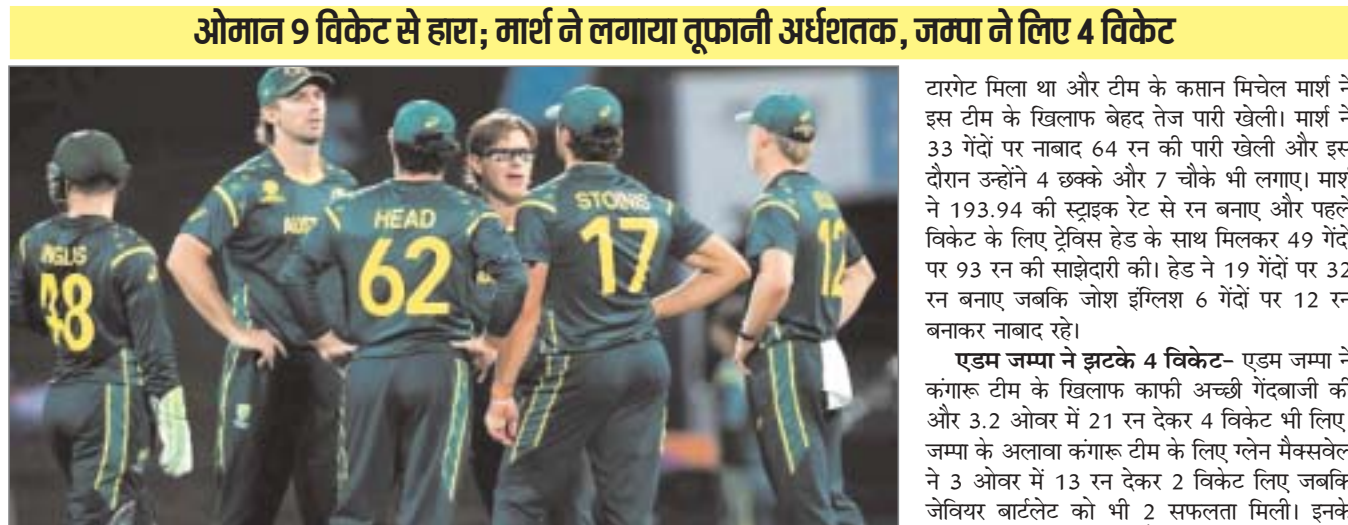 ओमान 9 विकेट से हारा; मार्श ने लगाया तूफानी अर्धशतक, जम्पा ने लिए 4 विकेट
INGLIS
48
AUST
HEAD
62
STOINIS
17
12
टारगेट मिला था और टीम के कप्तान मिचेल मार्श ने
इस टीम के खिलाफ बेहद तेज पारी खेली। मार्श ने
33 गेंदों पर नाबाद 64 रन की पारी खेली और इस
दौरान उन्होंने 4 छक्के और 7 चौके भी लगाए। मार्श
ने 193.94 की स्ट्राइक रेट से रन बनाए और पहले
विकेट के लिए ट्रेविस हेड के साथ मिलकर 49 गेंदों
पर 93 रन की साझेदारी की। हेड ने 19 गेंदों पर 32
रन बनाए जबकि जोश इंग्लिश 6 गेंदों पर 12 रन
बनाकर नाबाद रहे।
एडम जम्पा ने झटके 4 विकेट– एडम जम्पा ने
कंगारू टीम के खिलाफ काफी अच्छी गेंदबाजी की
और 3.2 ओवर में 21 रन देकर 4 विकेट भी लिए
जम्पा के अलावा कंगारू टीम के लिए ग्लेन मैक्सवेल
ने 3 ओवर में 13 रन देकर 2 विकेट लिए जबकि
जेवियर बार्टलेट को भी 2 सफलता मिली। इनके